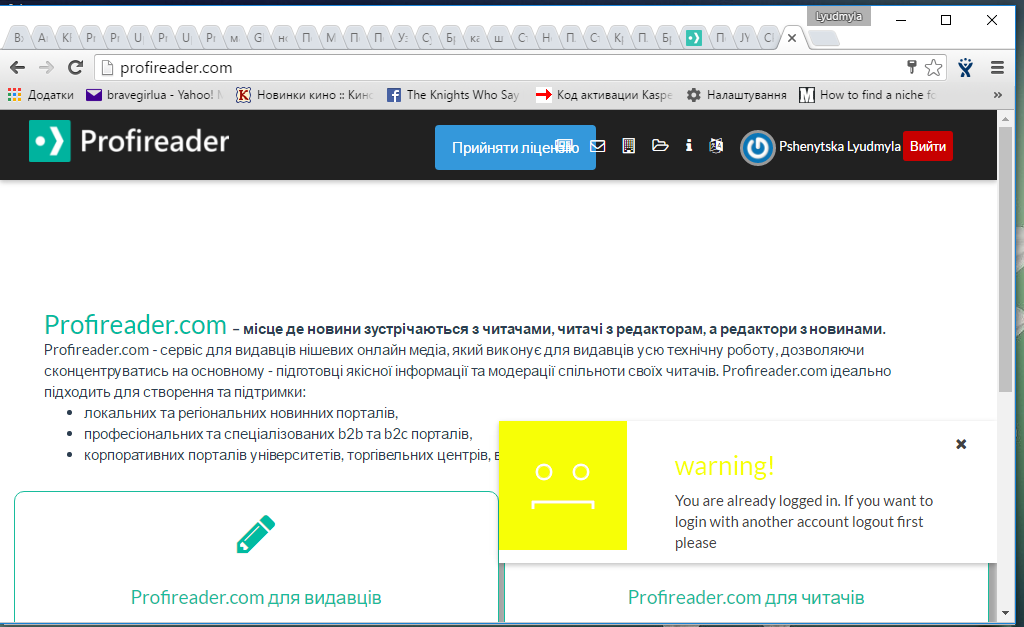 Lyudmyla
profireader.com
Додатки
bravegirlua - Yahoo!
Новинки кино :: Кинс
The Knights Who Say
Код активации Kaspe
Налаштування
How to find a niche fo
»
Profireader
Прийняти ліцензію
Pshenytska Lyudmyla
Вийти
Profireader.com – місце де новини зустрічаються з читачами, читачі з редакторам, а редактори з новинами.
Profireader.com - сервіс для видавців нішевих онлайн медіа, який виконує для видавців усю технічну роботу, дозволяючи
сконцентруватись на основному - підготовці якісної інформації та модерації спільноти своїх читачів. Profireader.com ідеально
підходить для створення та підтримки:
локальних та регіональних новинних порталів,
професіональних та спеціалізованих b2b та b2c порталів,
корпоративних порталів університетів, торгівельних центрів,
warning!
You are already logged in. If you want to
login with another account logout first
please
Profireader.com для видавців
Profireader.com для читачів